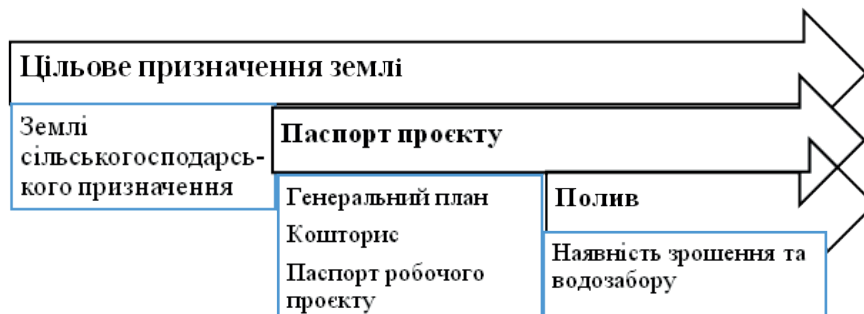 Цільове призначення землі
Землі
сільськогосподарсь-
кого призначення
Паспорт проєкту
Генеральний план
Кошторис
Паспорт робочого
проєкту
Полив
Наявність зрошення та
водозабору